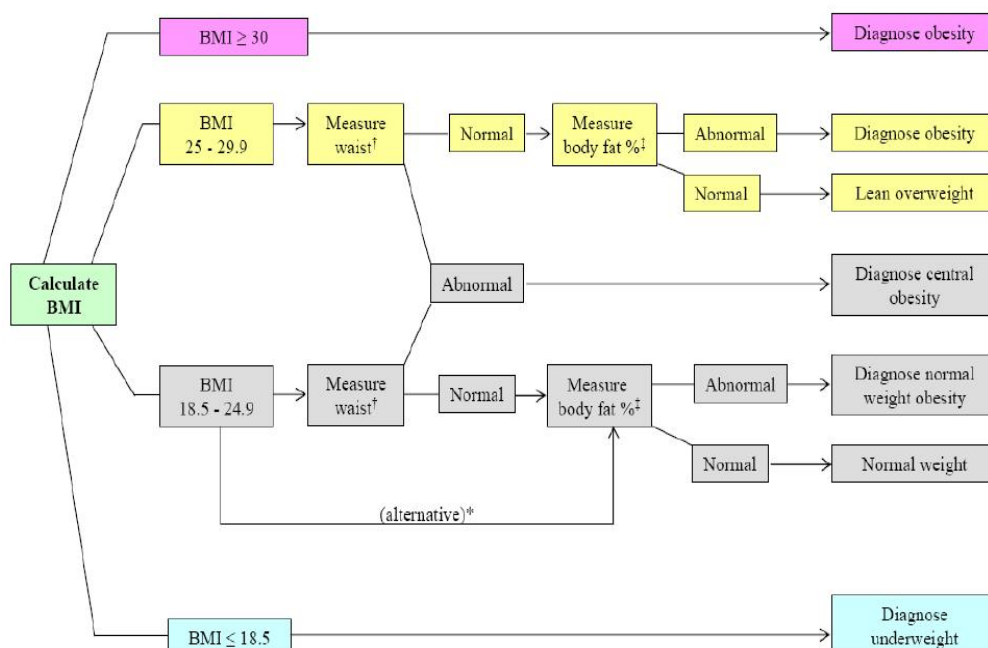 BMI ≥ 30
Diagnose obesity
BMI
25 - 29.9
Measure
waist†
Normal
Measure
body fat %‡
Abnormal
Diagnose obesity
Normal
Lean overweight
Calculate
BMI
Abnormal
Diagnose central
obesity
BMI
18.5 - 24.9
Measure
waist†
Normal
Measure
body fat %‡
Abnormal
Diagnose normal
weight obesity
Normal
Normal weight
(alternative)*
BMI ≤ 18.5
Diagnose
underweight